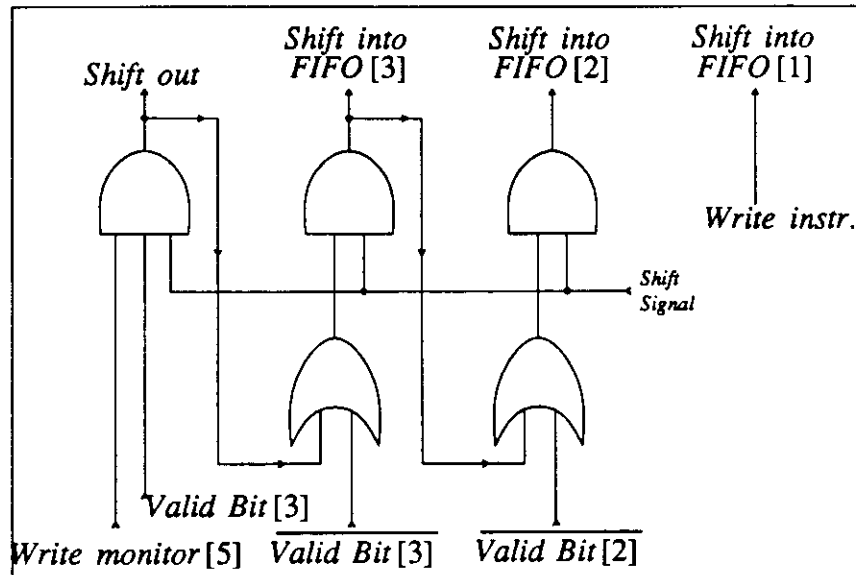 Shift out
Shift into
FIFO[3]
Shift into
FIFO[2]
Shift into
FIFO[1]
Write instr.
Shift
Signal
Valid Bit[3]
Write monitor[5]
Valid Bit[3]
Valid Bit[2]